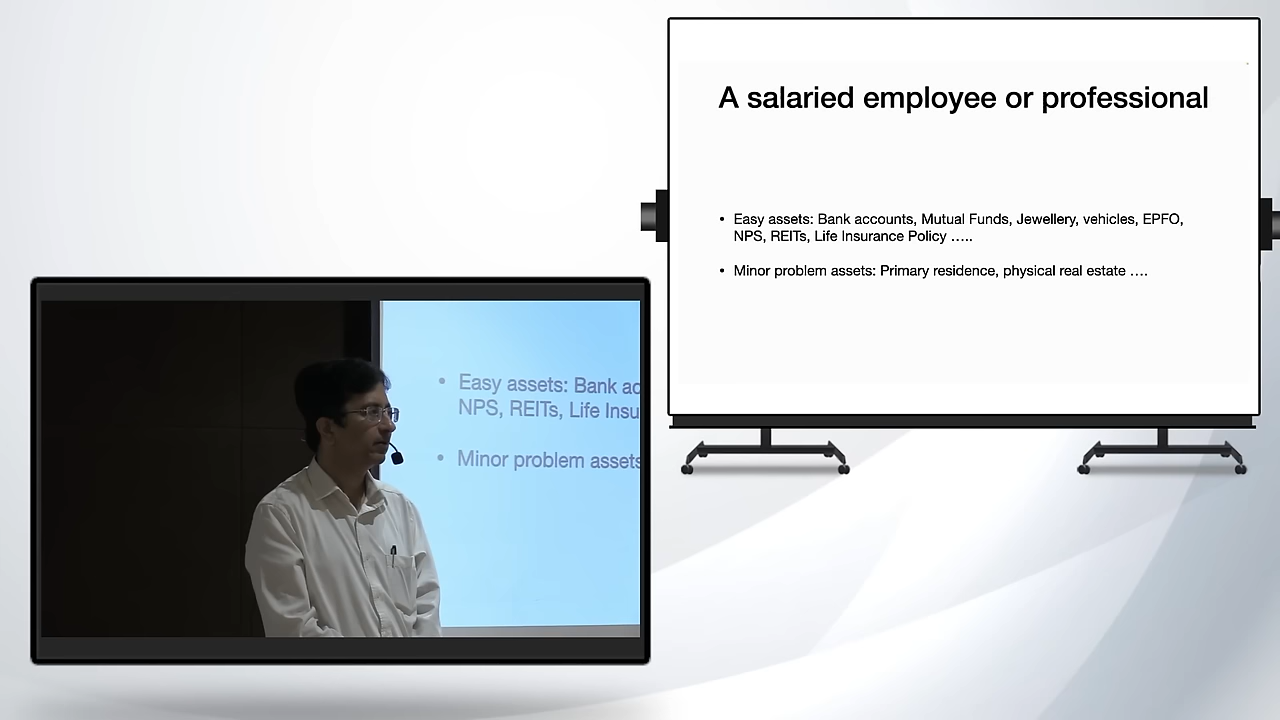 A salaried employee or professional
• Easy assets: Bank accounts, Mutual Funds, Jewellery, vehicles, EPFO,
NPS, REITs, Life Insurance Policy …..
• Minor problem assets: Primary residence, physical real estate ….
• Easy assets: Bank ac
NPS, REITs, Life Insu
• Minor problem assets